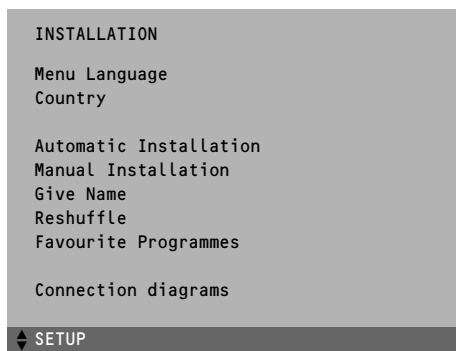 INSTALLATION
Menu Language
Country
Automatic Installation
Manual Installation
Give Name
Reshuffle
Favourite Programmes
Connection diagrams
SETUP